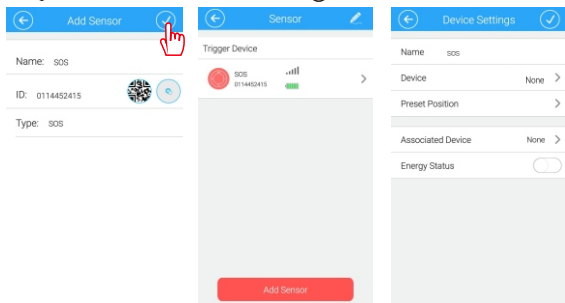 Add Sensor
Name: sos
ID: 0114452415
Type: sos
Sensor
Trigger Device
sos
0114452415
Add Sensor
Device Settings
Name sos
Device None
Preset Position
Associated Device None
Energy Status